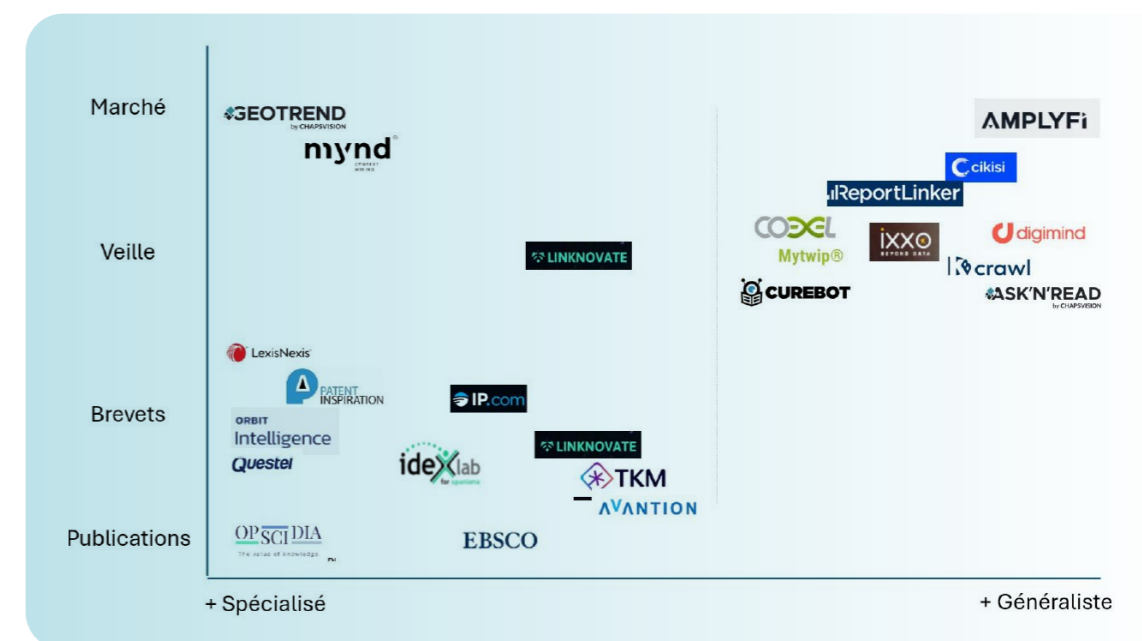 Marché
GEOTREND
by CHAPSVISION
mynd®
AMPLYFi
cikisi
ReportLinker
Veille
LINKNOVATE
COEXEL
Mytwip®
iXXO
BEYOND DATA
digimind
crawl
CUREBOT
ASK'N'READ
by CHAPSVISION
LexisNexis
PATENT
INSPIRATION
IP.com
Brevets
ORBIT
Intelligence
Questel
LINKNOVATE
ideXlab
TKM
AVANTION
Publications
OPSCIDIA
The value of knowledge
EBSCO
+ Spécialisé
+ Généraliste